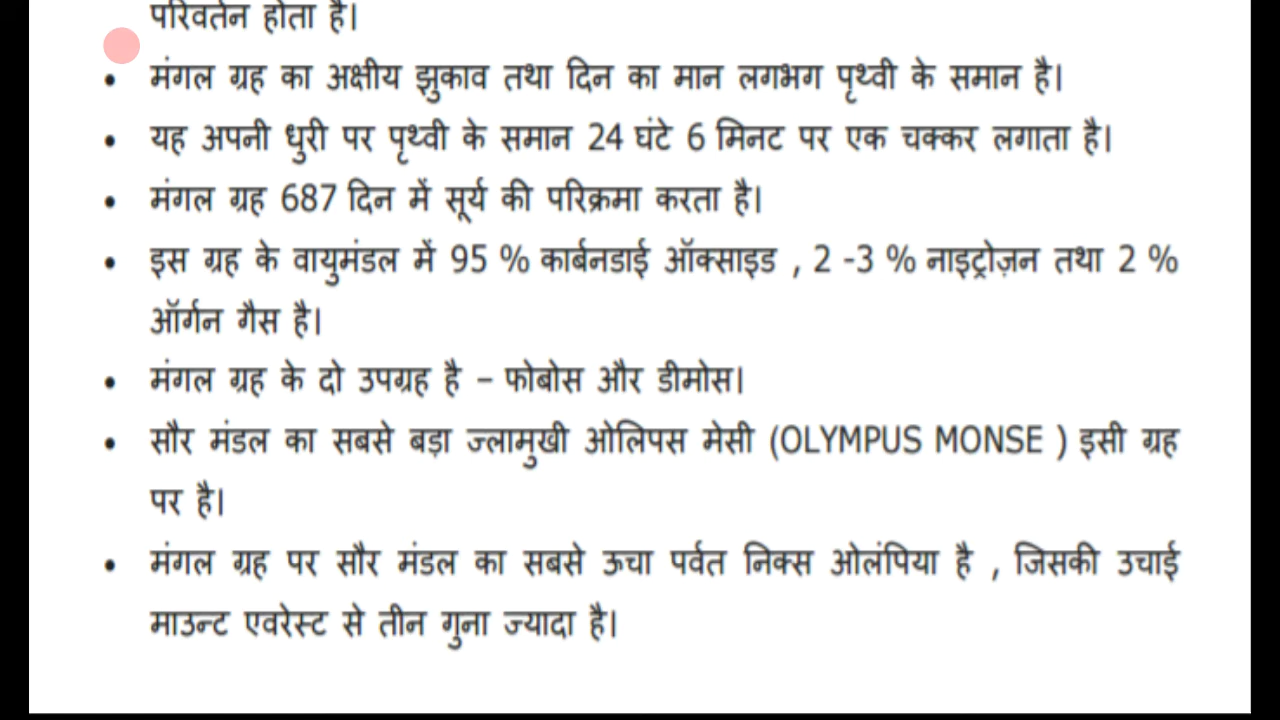 परिवर्तन होता है।
• मंगल ग्रह का अक्षीय झुकाव तथा दिन का मान लगभग पृथ्वी के समान है।
• यह अपनी धुरी पर पृथ्वी के समान 24 घंटे 6 मिनट पर एक चक्कर लगाता है।
• मंगल ग्रह 687 दिन में सूर्य की परिक्रमा करता है।
• इस ग्रह के वायुमंडल में 95 % कार्बनडाई ऑक्साइड , 2 -3 % नाइट्रोज़न तथा 2 %
ऑर्गन गैस है।
• मंगल ग्रह के दो उपग्रह है – फोबोस और डीमोस।
• सौर मंडल का सबसे बड़ा ज्लामुखी ओलिपस मेसी (OLYMPUS MONSE ) इसी ग्रह
पर है।
• मंगल ग्रह पर सौर मंडल का सबसे ऊचा पर्वत निक्स ओलंपिया है , जिसकी उचाई
माउन्ट एवरेस्ट से तीन गुना ज्यादा है।